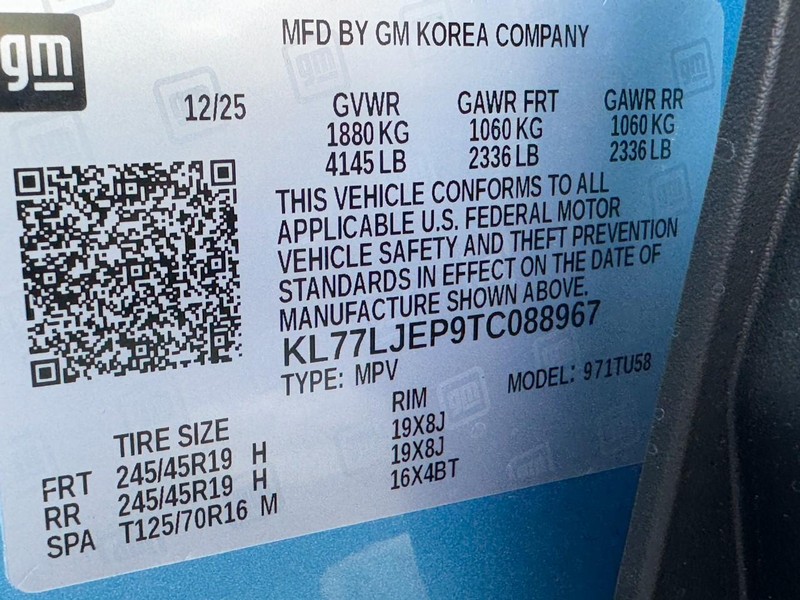 gm
MFD BY GM KOREA COMPANY
12/25
GVWR GAWR FRT GAWR RR
1880 KG 1060 KG 1060 KG
4145 LB 2336 LB 2336 LB
THIS VEHICLE CONFORMS TO ALL
APPLICABLE U.S. FEDERAL MOTOR
VEHICLE SAFETY AND THEFT PREVENTION
STANDARDS IN EFFECT ON THE DATE OF
MANUFACTURE SHOWN ABOVE.
KL77LJEP9TC088967
TYPE: MPV MODEL: 971TU58
TIRE SIZE RIM
FRT 245/45R19 H 19X8J
RR 245/45R19 H 19X8J
SPA T125/70R16 M 16X4BT